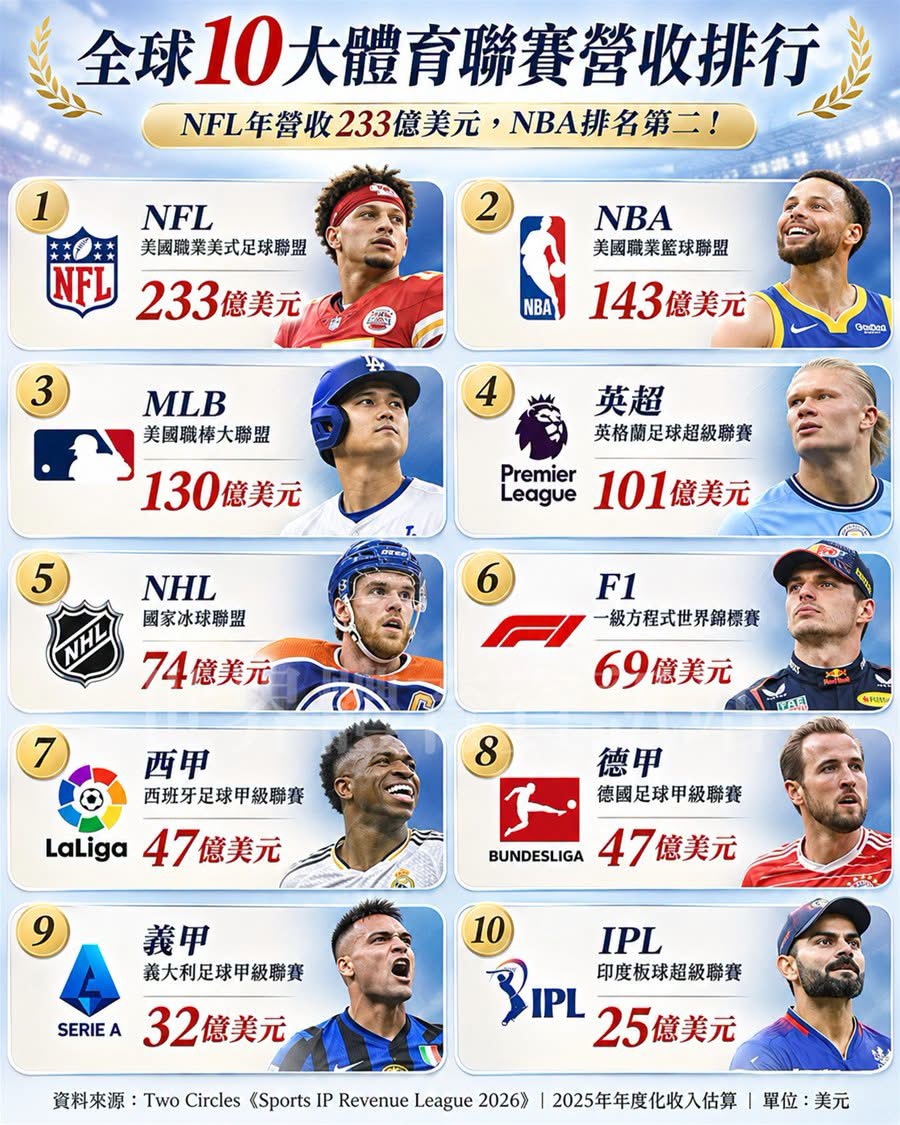 全球10大體育聯賽營收排行
NFL年營收233億美元，NBA排名第二！
1
NFL
美國職業美式足球聯盟
NFL
233億美元
2
NBA
美國職業籃球聯盟
NBA
143億美元
3
MLB
美國職棒大聯盟
130億美元
LA
4
英超
英格蘭足球超級聯賽
Premier
League
101億美元
5
NHL
國家冰球聯盟
NHL
74億美元
6
F1
一級方程式世界錦標賽
69億美元
7
西甲
西班牙足球甲級聯賽
LaLiga
47億美元
8
德甲
德國足球甲級聯賽
BUNDESLIGA
47億美元
9
義甲
義大利足球甲級聯賽
SERIE A
32億美元
10
IPL
印度板球超級聯賽
IPL
25億美元
資料來源：Two Circles《Sports IP Revenue League 2026》| 2025年年度化收入估算 | 單位：美元